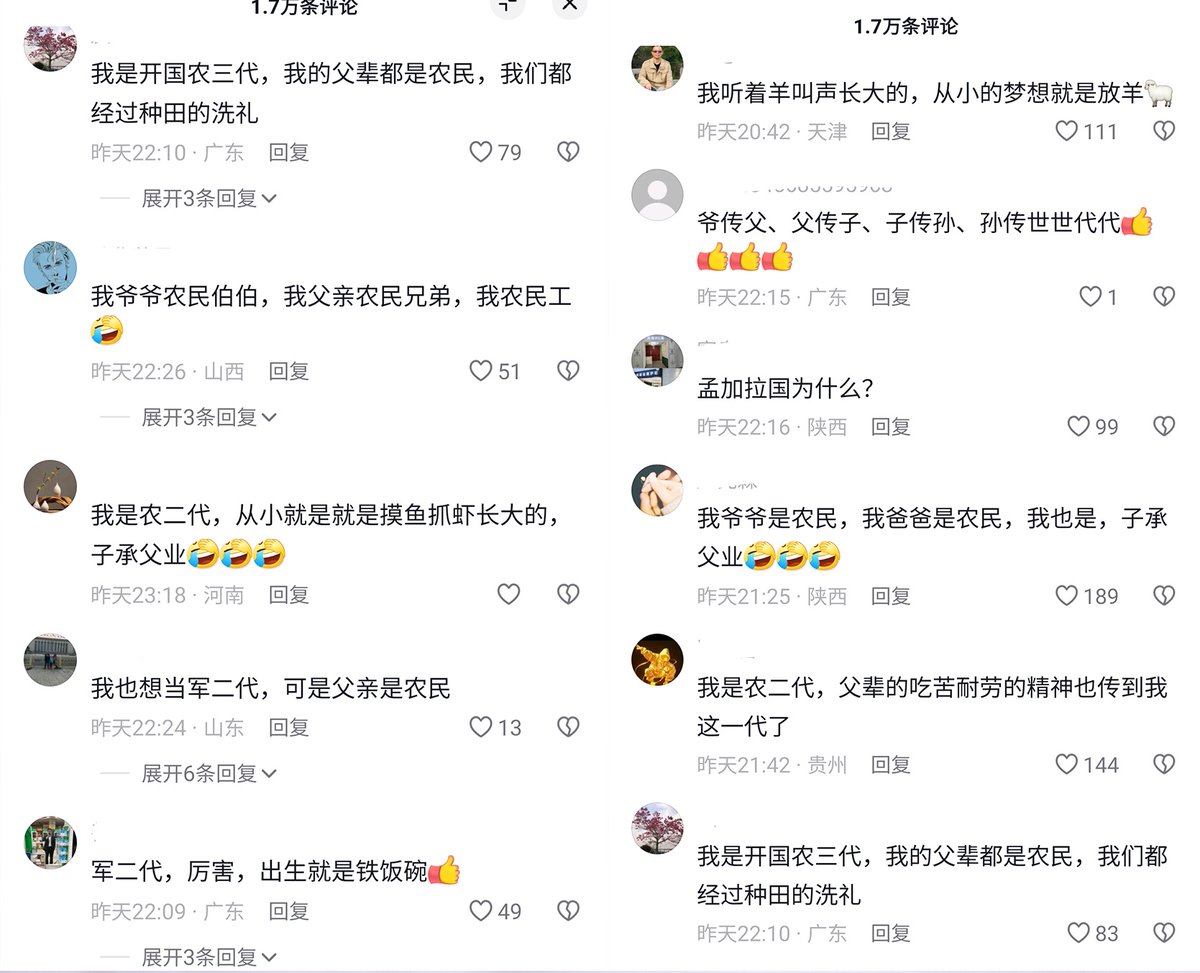 1.7万条评论
我是开国农三代，我的父辈都是农民，我们都
经过种田的洗礼
昨天22:10 · 广东 回复 79
展开3条回复
我爷爷农民伯伯，我父亲农民兄弟，我农民工
🤣
昨天22:26 · 山西 回复 51
展开3条回复
我是农二代，从小就是就是摸鱼抓虾长大的，
子承父业🤣🤣🤣
昨天23:18 · 河南 回复
我也想当军二代，可是父亲是农民
昨天22:24 · 山东 回复 13
展开6条回复
军二代，厉害，出生就是铁饭碗👍
昨天22:09 · 广东 回复 49
展开3条回复
1.7万条评论
我听着羊叫声长大的，从小的梦想就是放羊🐑
昨天20:42 · 天津 回复 111
爷传父、父传子、子传孙、孙传世世代代👍
👍👍👍
昨天22:15 · 广东 回复 1
孟加拉国为什么？
昨天22:16 · 陕西 回复 99
我爷爷是农民，我爸爸是农民，我也是，子承
父业🤣🤣🤣
昨天21:25 · 陕西 回复 189
我是农二代，父辈的吃苦耐劳的精神也传到我
这一代了
昨天21:42 · 贵州 回复 144
我是开国农三代，我的父辈都是农民，我们都
经过种田的洗礼
昨天22:10 · 广东 回复 83